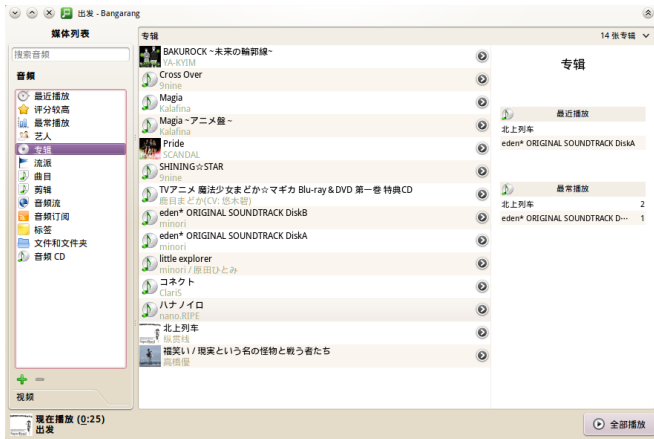 出发 - Bangarang
媒体列表
专辑
14 张专辑
搜索音频
音频
最近播放
评分较高
最常播放
艺人
专辑
流派
曲目
剪辑
音频流
音频订阅
标签
文件和文件夹
音频 CD
视频
BAKUROCK ~未来の輪郭線~
YA-KYIM
Cross Over
9nine
Magia
Kalafina
Magia ~アニメ盤~
Kalafina
Pride
SCANDAL
SHINING☆STAR
9nine
TVアニメ 魔法少女まどか☆マギカ Blu-ray & DVD 第一卷 特典CD
鹿目まどか(CV: 悠木碧)
eden* ORIGINAL SOUNDTRACK DiskB
minori
eden* ORIGINAL SOUNDTRACK DiskA
minori
little explorer
minori / 原田ひとみ
コネクト
ClariS
ハナノイロ
nano.RIPE
北上列车
纵贯线
福笑い / 現実という名の怪物と戦う者たち
高橋優
专辑
最近播放
北上列车
eden* ORIGINAL SOUNDTRACK DiskA
最常播放
北上列车 2
eden* ORIGINAL SOUNDTRACK D··· 1
现在播放 (0:25)
出发
全部播放